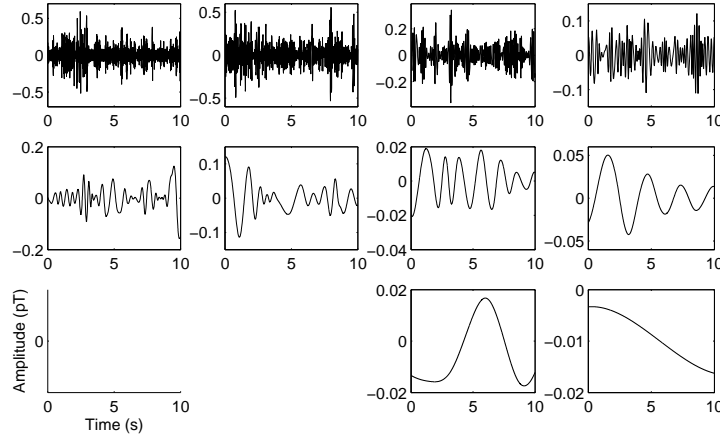 0.5 0.5 0.2 0.1
0 0 0 0
−0.5 −0.5 −0.2 −0.1
0 5 10 0 5 10 0 5 10 0 5 10
0.2 0.1 0.02 0.05
0 0 0 0
−0.2 −0.1 −0.02 −0.05
−0.04
0 5 10 0 5 10 0 5 10 0 5 10
Amplitude (pT)
0 0.02 0
0 −0.01
−0.02 −0.02
0 5 10 0 5 10 0 5 10
Time (s)